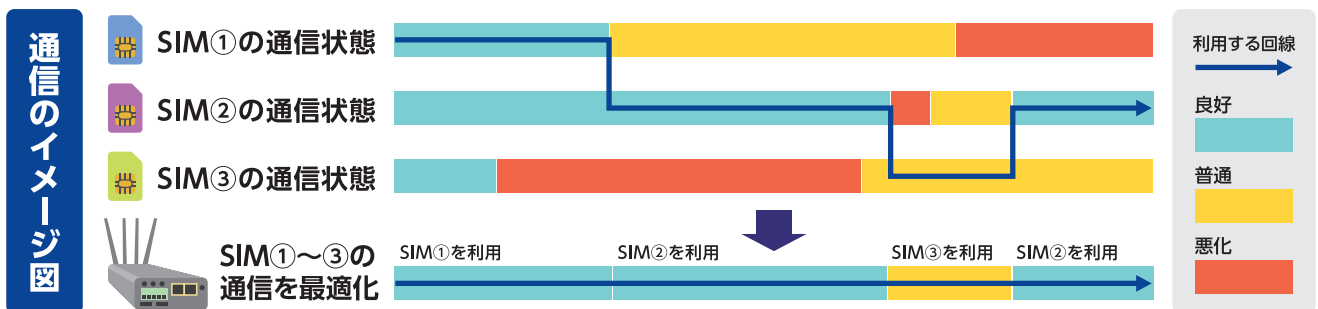 通信のイメージ図
SIM①の通信状態
SIM②の通信状態
SIM③の通信状態
SIM①～③の
通信を最適化
SIM①を利用
SIM②を利用
SIM③を利用
SIM②を利用
利用する回線
良好
普通
悪化